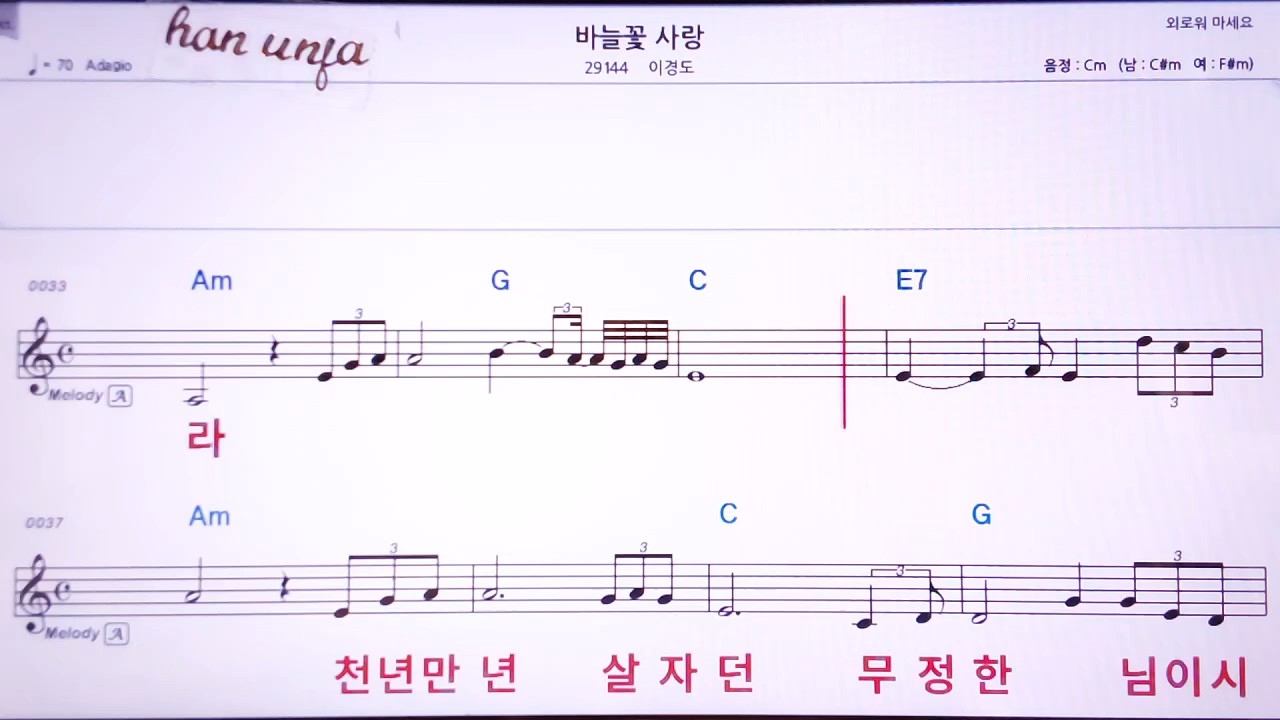 han unfa
바늘꽃 사랑
외로워 마세요
♩= 70 Adagio
29144 이경도
음정 : Cm (남 : C#m 여 : F#m)
0033 Am G C E7
3 3 3 3
Melody A
라
0037 Am C G
3 3 3 3
Melody A
천년만 년 살 자 던 무 정 한 님이시